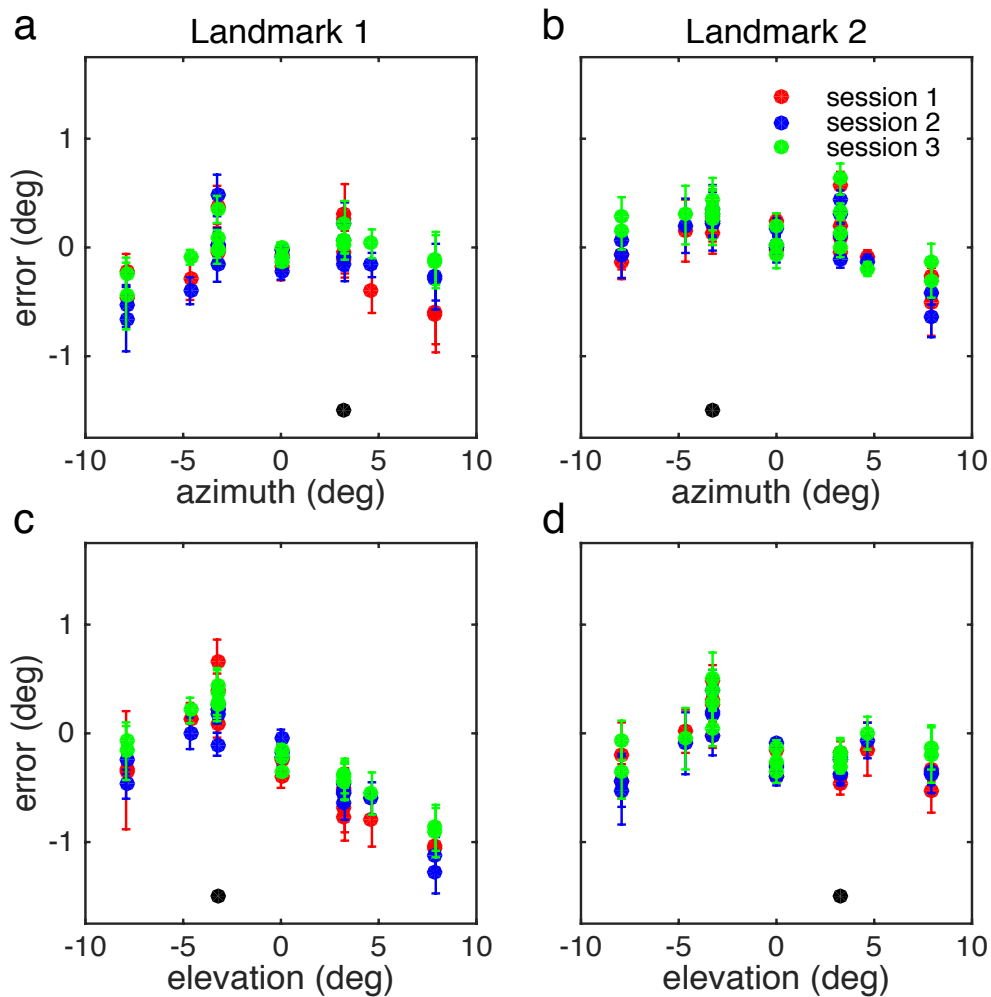 a
Landmark 1
b
Landmark 2
session 1
session 2
session 3
error (deg)
1
0
-1
-10
-5
0
5
10
azimuth (deg)
-10
-5
0
5
10
azimuth (deg)
c
d
error (deg)
1
0
-1
-10
-5
0
5
10
elevation (deg)
-10
-5
0
5
10
elevation (deg)